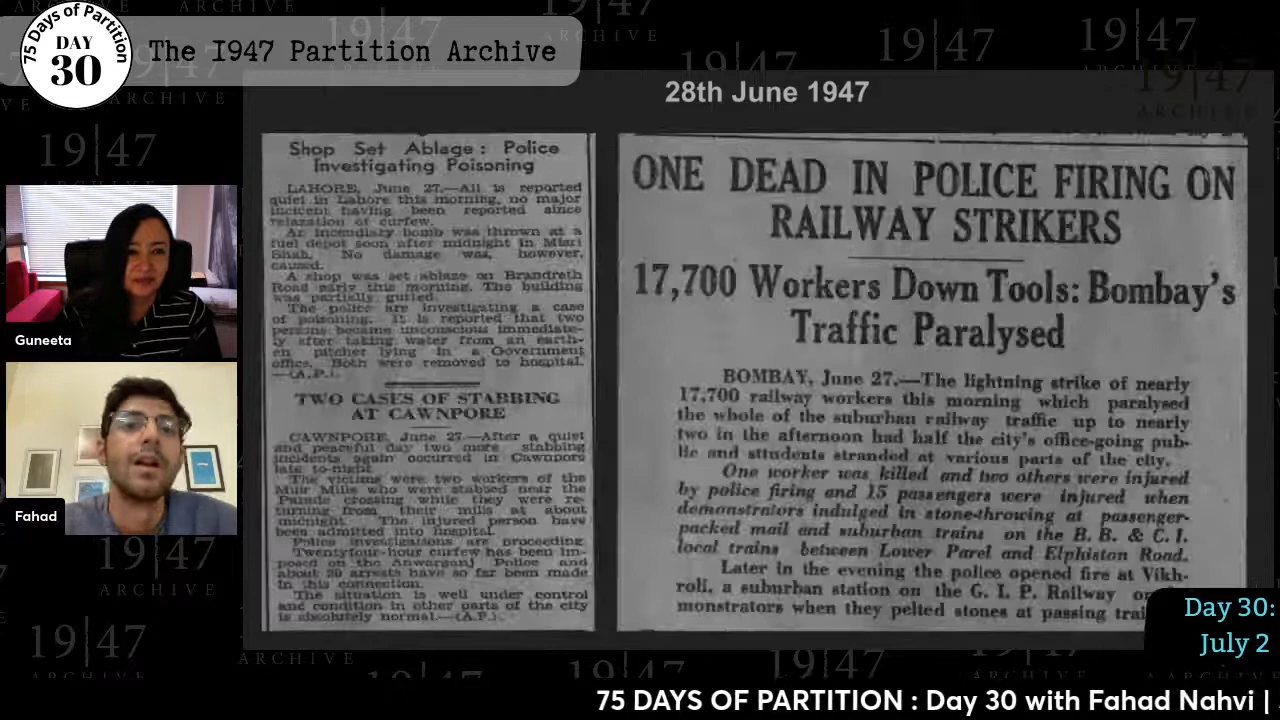 75 Days of Partition
DAY
30
The 1947 Partition Archive
28th June 1947
Shop Set Ablage : Police
Investigating Poisoning
LAHORE, June 27.—All is reported
quiet in Lahore this morning, no major
incident having been reported since
relaxation of curfew.
An incendiary bomb was thrown at a
fuel depot soon after midnight in Misri
Shah. No damage was, however,
caused.
A shop was set ablaze on Brandreth
Road early this morning. The building
was partially gutted.
The police are investigating a case
of poisoning. It is reported that two
persons became unconscious immediate-
ly after taking water from an earth-
en pitcher lying in a Government
office. Both were removed to hospital.
—(A.P.).
TWO CASES OF STABBING
AT CAWNPORE
CAWNPORE, June 27.—After a quiet
and peaceful day two more stabbing
incidents again occurred in Cawnpore
late to-night.
The victims were two workers of the
Muir Mills who were stabbed near the
Parade crossing while they were re-
turning from their mills at about
midnight. The injured person have
been admitted into hospital.
Police investigations are proceeding.
Twentyfour-hour curfew has been im-
posed on the Anwarganj Police and
about 20 arrests have so far been made
in this connection.
The situation is well under control
and condition in other parts of the city
is absolutely normal.—(A.P.).
ONE DEAD IN POLICE FIRING ON
RAILWAY STRIKERS
17,700 Workers Down Tools: Bombay's
Traffic Paralysed
BOMBAY, June 27.—The lightning strike of nearly
17,700 railway workers this morning which paralysed
the whole of the suburban railway traffic up to nearly
two in the afternoon had half the city's office-going pub-
lic and students stranded at various parts of the city.
One worker was killed and two others were injured
by police firing and 15 passengers were injured when
demonstrators indulged in stone-throwing at passenger-
packed mail and suburban trains on the B. B. & C. I.
local trains between Lower Parel and Elphiston Road.
Later in the evening the police opened fire at Vikh-
roli, a suburban station on the G. I. P. Railway on
monstrators when they pelted stones at passing
Guneeta
Fahad
Day 30:
July 2
75 DAYS OF PARTITION : Day 30 with Fahad Nahvi |
19|47
ARCHIVE